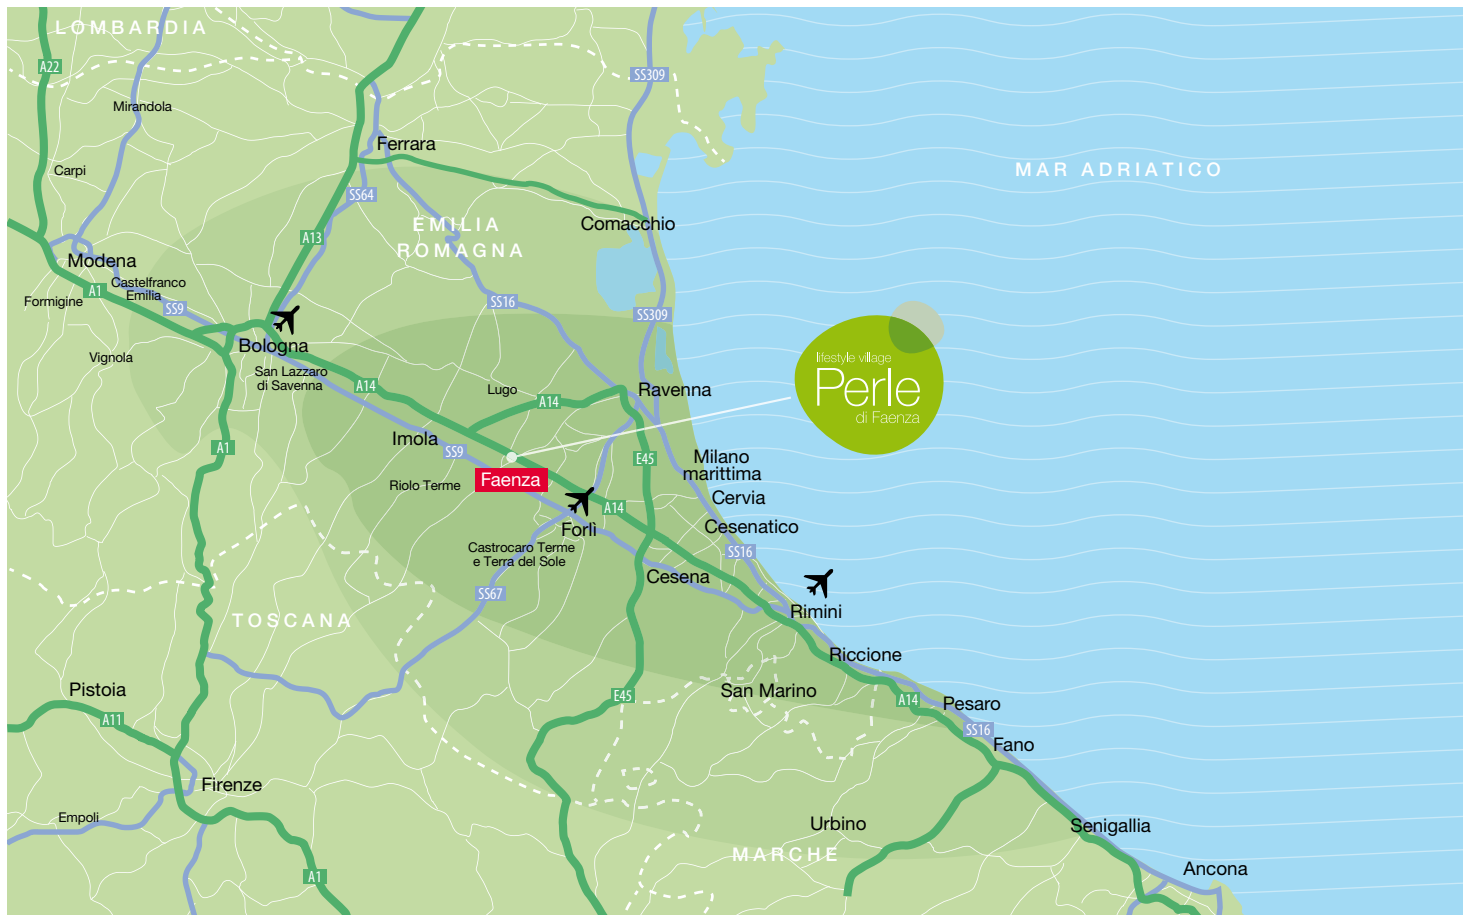 LOMBARDIA
A22
SS309
Mirandola
Ferrara
Carpi
MAR ADRIATICO
SS64
EMILIA
ROMAGNA
Comacchio
A13
Modena
Castelfranco
Emilia
A1
Formigine
SS9
SS16
SS309
Bologna
Vignola
San Lazzaro
di Savenna
A14
Lugo
A14
Ravenna
lifestyle village
Perle
di Faenza
Imola
A1
SS9
E45
Milano
marittima
Riolo Terme
Faenza
Cervia
A14
Forlì
Cesenatico
Castrocaro Terme
e Terra del Sole
SS16
Cesena
SS67
Rimini
TOSCANA
Riccione
Pistoia
San Marino
E45
A14
Pesaro
A11
SS16
Fano
Firenze
Empoli
Urbino
Senigallia
MARCHE
Ancona
A1